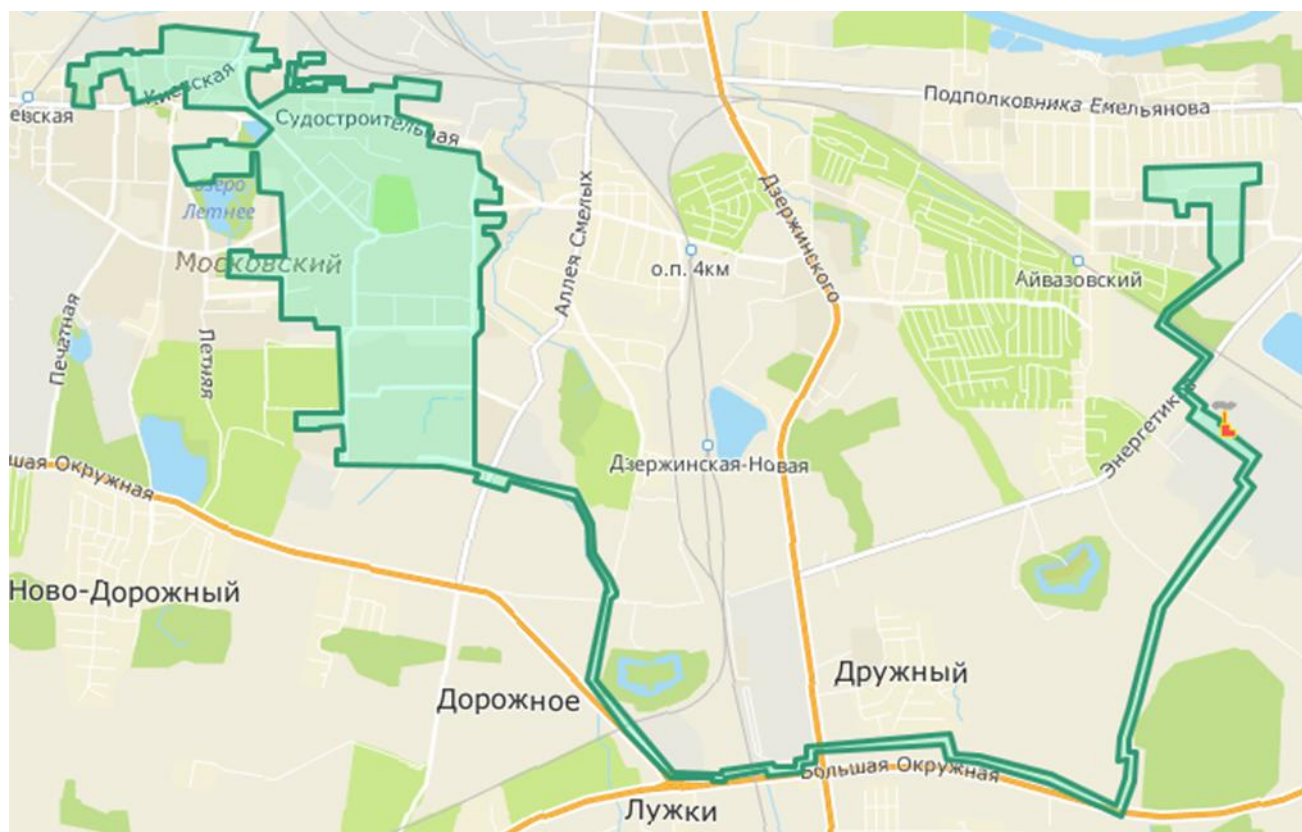 Киевская
евская
Судостроительная
Подполковника Емельянова
озеро
Летнее
Московский
Аллея Смелых
о.п. 4км
Дзержинского
Айвазовский
Печатная
Летняя
Энергетиков
Дзержинская-Новая
шая Окружная
Ново-Дорожный
Дорожное
Дружный
Большая Окружная
Лужки